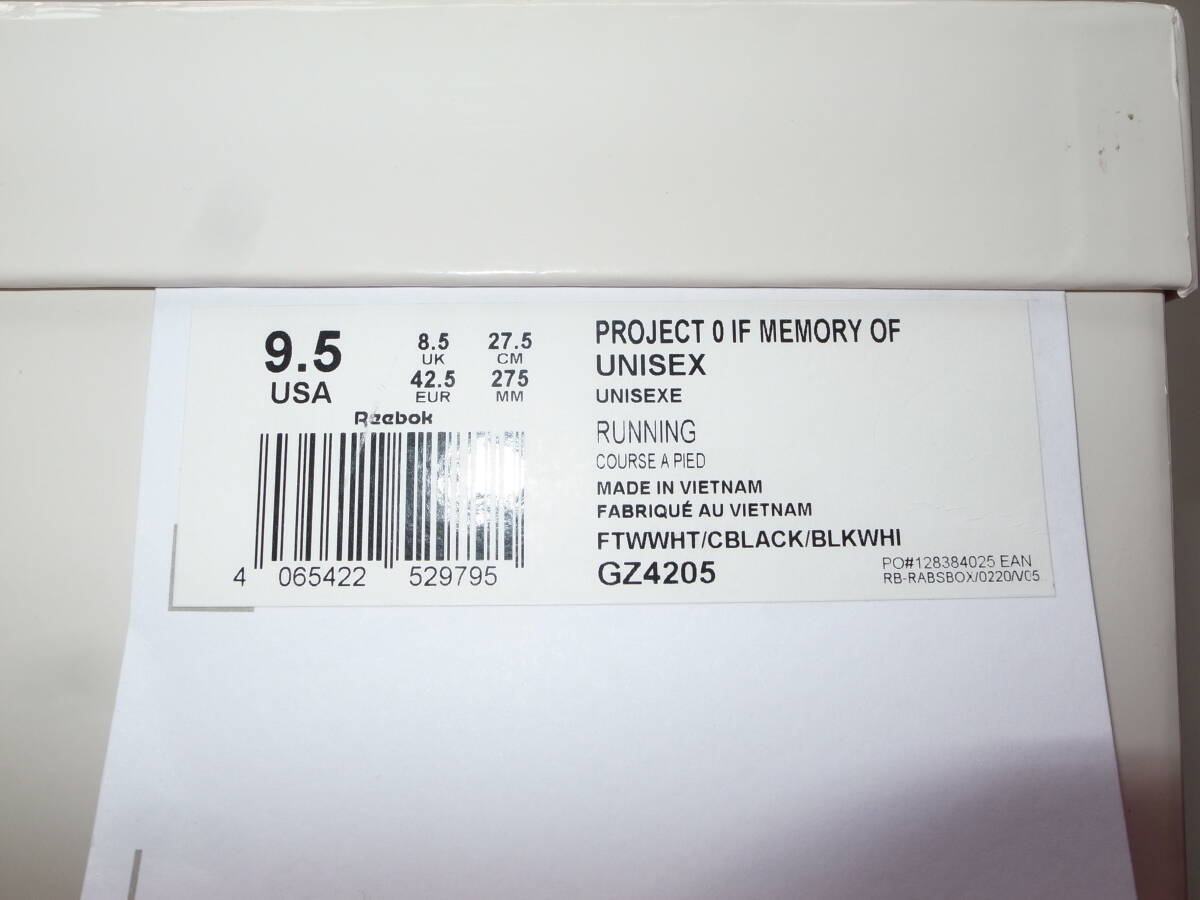 9.5
USA
8.5
UK
42.5
EUR
27.5
CM
275
MM
Reebok
4 065422 529795
PROJECT 0 IF MEMORY OF
UNISEX
UNISEXE
RUNNING
COURSE A PIED
MADE IN VIETNAM
FABRIQUÉ AU VIETNAM
FTWWHT/CBLACK/BLKWHI
GZ4205
PO#128384025 EAN
RB-RABSBOX/0220/V05